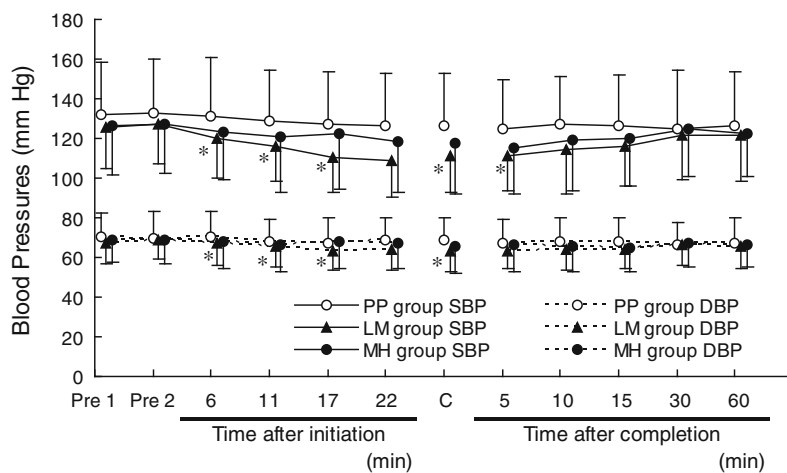 Blood Pressures (mm Hg)
180
160
140
120
100
80
60
40
20
0
* * * * *
* * * *
PP group SBP PP group DBP
LM group SBP LM group DBP
MH group SBP MH group DBP
Pre 1 Pre 2 6 11 17 22 C 5 10 15 30 60
Time after initiation Time after completion
(min) (min)